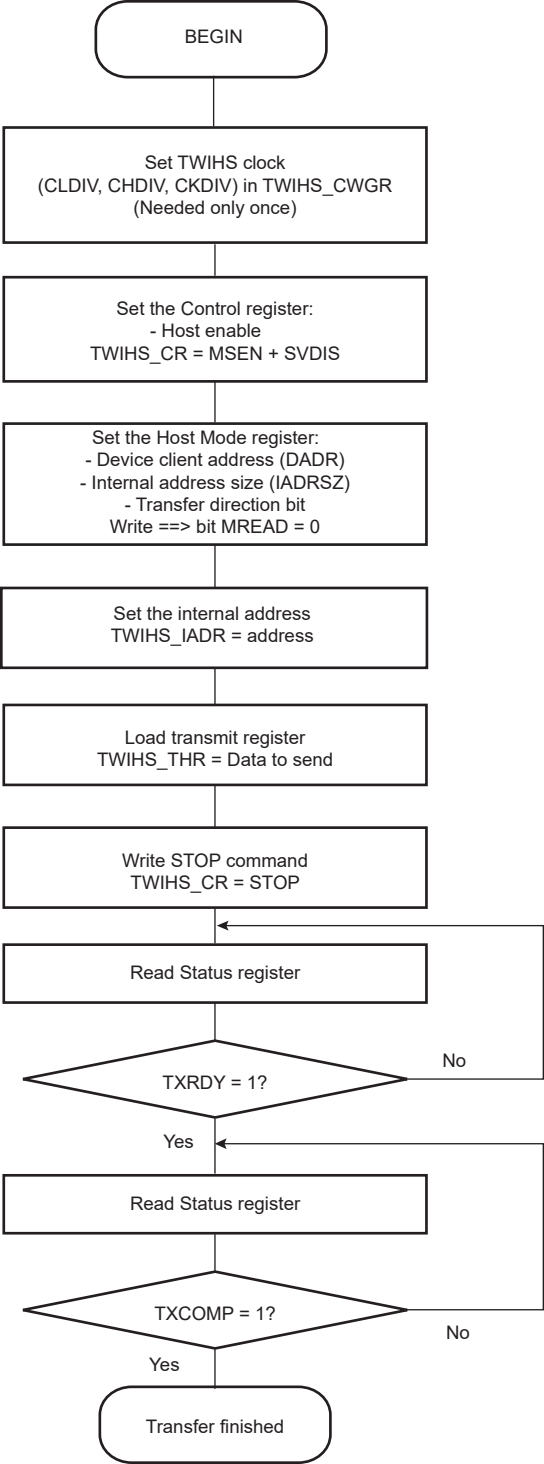 BEGIN
Set TWIHS clock
(CLDIV, CHDIV, CKDIV) in TWIHS_CWGR
(Needed only once)
Set the Control register:
- Host enable
TWIHS_CR = MSEN + SVDIS
Set the Host Mode register:
- Device client address (DADR)
- Internal address size (IADRSZ)
- Transfer direction bit
Write ==> bit MREAD = 0
Set the internal address
TWIHS_IADR = address
Load transmit register
TWIHS_THR = Data to send
Write STOP command
TWIHS_CR = STOP
Read Status register
No
TXRDY = 1?
Yes
Read Status register
TXCOMP = 1?
No
Yes
Transfer finished